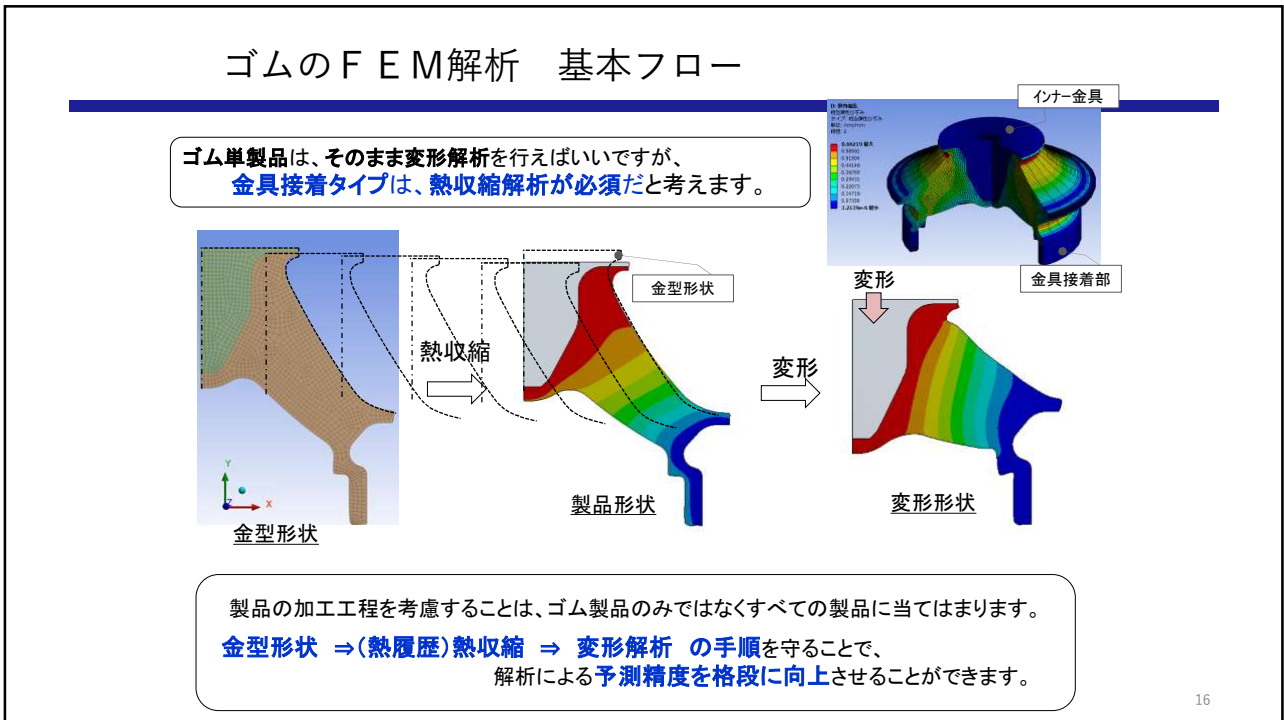 ゴムのＦＥＭ解析　基本フロー
インナー金具
ゴム単製品は、そのまま変形解析を行えばいいですが、
金具接着タイプは、熱収縮解析が必須だと考えます。
金具接着部
金型形状
変形
熱収縮
変形
Y
X
Z
金型形状
製品形状
変形形状
製品の加工工程を考慮することは、ゴム製品のみではなくすべての製品に当てはまります。
金型形状 ⇒(熱履歴)熱収縮 ⇒ 変形解析 の手順を守ることで、
解析による予測精度を格段に向上させることができます。
16